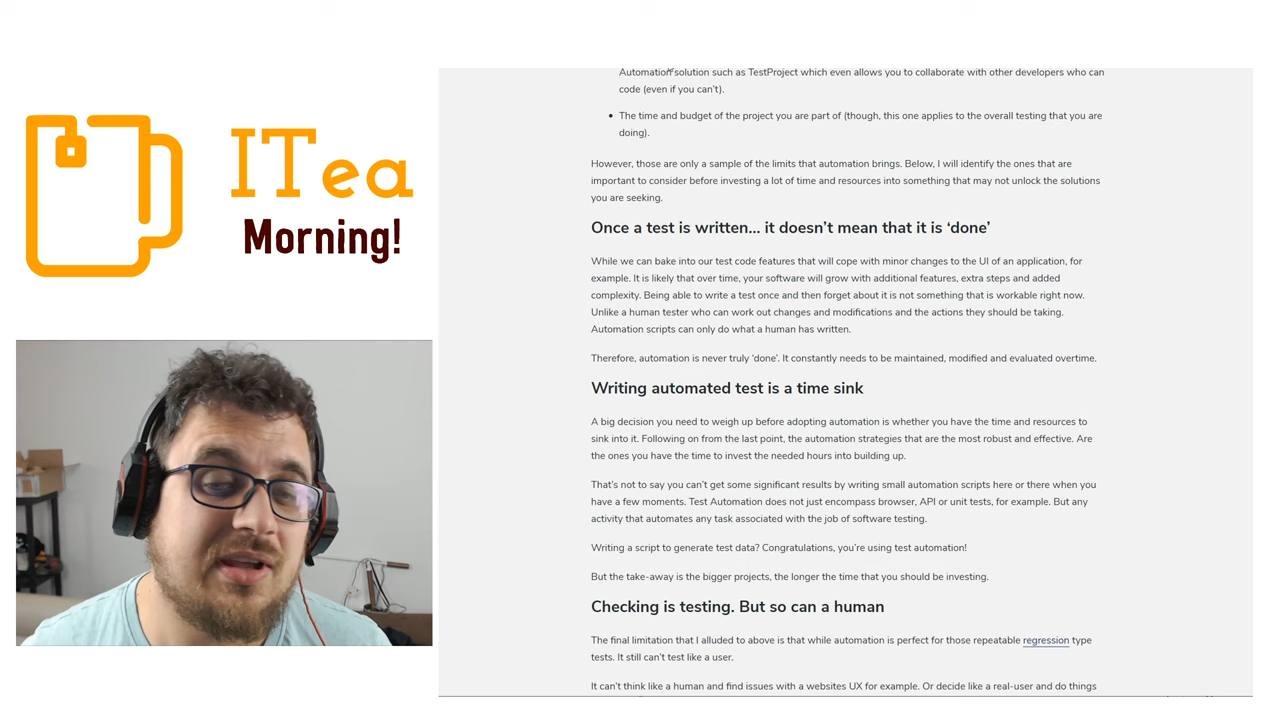 ITea
Morning!
Automation solution such as TestProject which even allows you to collaborate with other developers who can
code (even if you can't).
• The time and budget of the project you are part of (though, this one applies to the overall testing that you are
doing).
However, those are only a sample of the limits that automation brings. Below, I will identify the ones that are
important to consider before investing a lot of time and resources into something that may not unlock the solutions
you are seeking.
Once a test is written... it doesn't mean that it is 'done'
While we can bake into our test code features that will cope with minor changes to the UI of an application, for
example. It is likely that over time, your software will grow with additional features, extra steps and added
complexity. Being able to write a test once and then forget about it is not something that is workable right now.
Unlike a human tester who can work out changes and modifications and the actions they should be taking.
Automation scripts can only do what a human has written.
Therefore, automation is never truly 'done'. It constantly needs to be maintained, modified and evaluated overtime.
Writing automated test is a time sink
A big decision you need to weigh up before adopting automation is whether you have the time and resources to
sink into it. Following on from the last point, the automation strategies that are the most robust and effective. Are
the ones you have the time to invest the needed hours into building up.
That's not to say you can't get some significant results by writing small automation scripts here or there when you
have a few moments. Test Automation does not just encompass browser, API or unit tests, for example. But any
activity that automates any task associated with the job of software testing.
Writing a script to generate test data? Congratulations, you're using test automation!
But the take-away is the bigger projects, the longer the time that you should be investing.
Checking is testing. But so can a human
The final limitation that I alluded to above is that while automation is perfect for those repeatable regression type
tests. It still can't test like a user.
It can't think like a human and find issues with a websites UX for example. Or decide like a real-user and do things